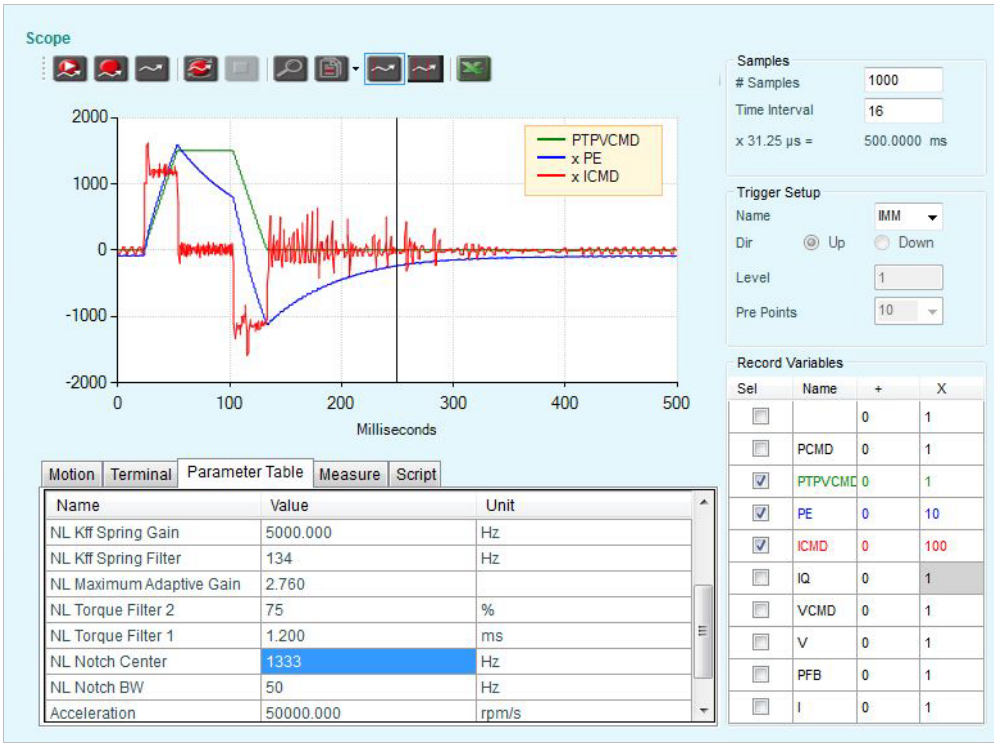 Scope
2000
1000
0
-1000
-2000
PTPVCMD
x PE
x ICMD
0 100 200 300 400 500
Milliseconds
Motion Terminal Parameter Table Measure Script
Name Value Unit
NL Kff Spring Gain 5000.000 Hz
NL Kff Spring Filter 134 Hz
NL Maximum Adaptive Gain 2.760
NL Torque Filter 2 75 %
NL Torque Filter 1 1.200 ms
NL Notch Center 1333 Hz
NL Notch BW 50 Hz
Acceleration 50000.000 rpm/s
Samples
# Samples 1000
Time Interval 16
x 31.25 µs = 500.0000 ms
Trigger Setup
Name IMM
Dir Up Down
Level 1
Pre Points 10
Record Variables
Sel Name + X
0 1
PCMD 0 1
PTPVCMD 0 1
PE 0 10
ICMD 0 100
IQ 0 1
VCMD 0 1
V 0 1
PFB 0 1
I 0 1